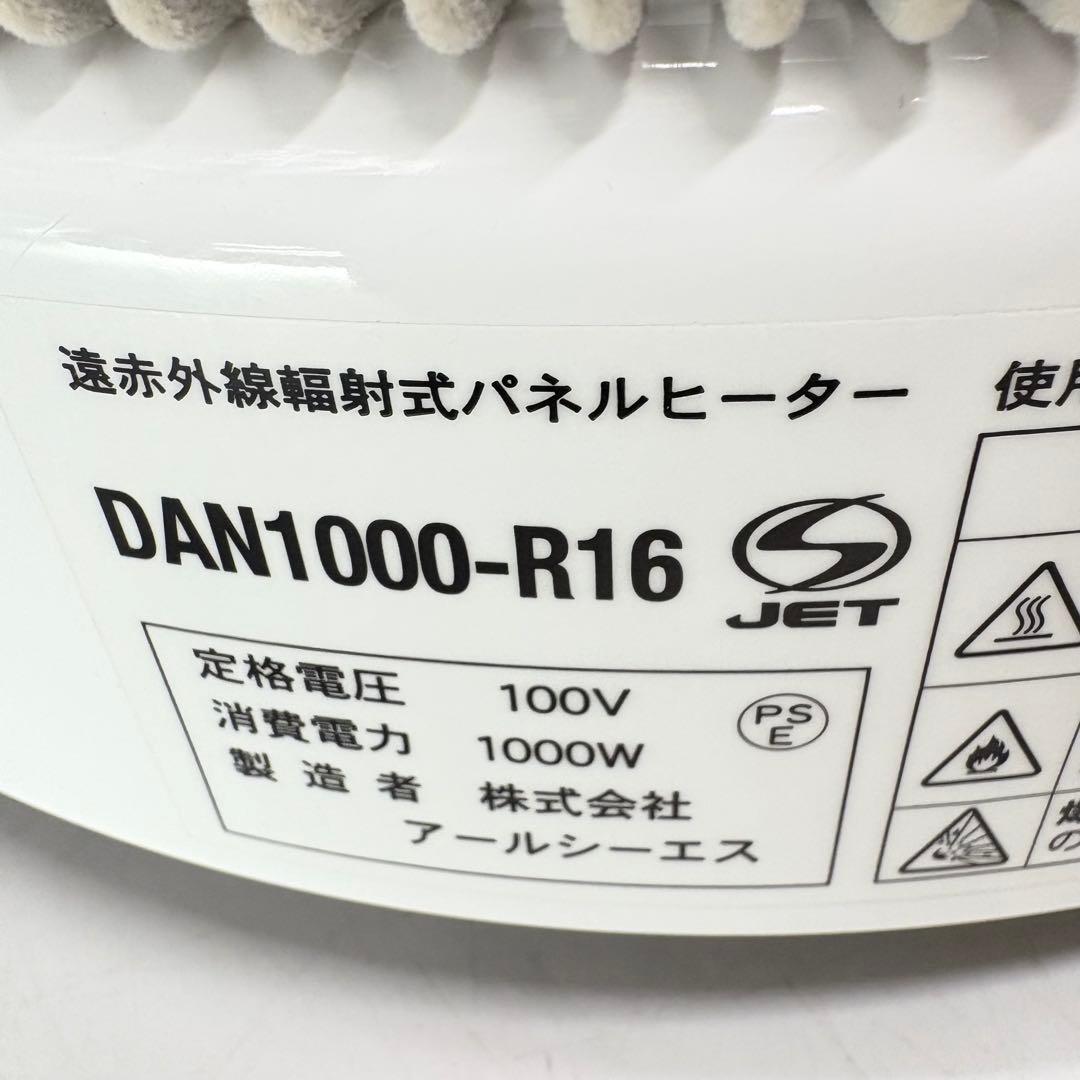 遠赤外線輻射式パネルヒーター
DAN1000-R16
JET
定格電圧 100V
消費電力 1000W
製造者 株式会社
アールシーエス
PS
E
使用
の